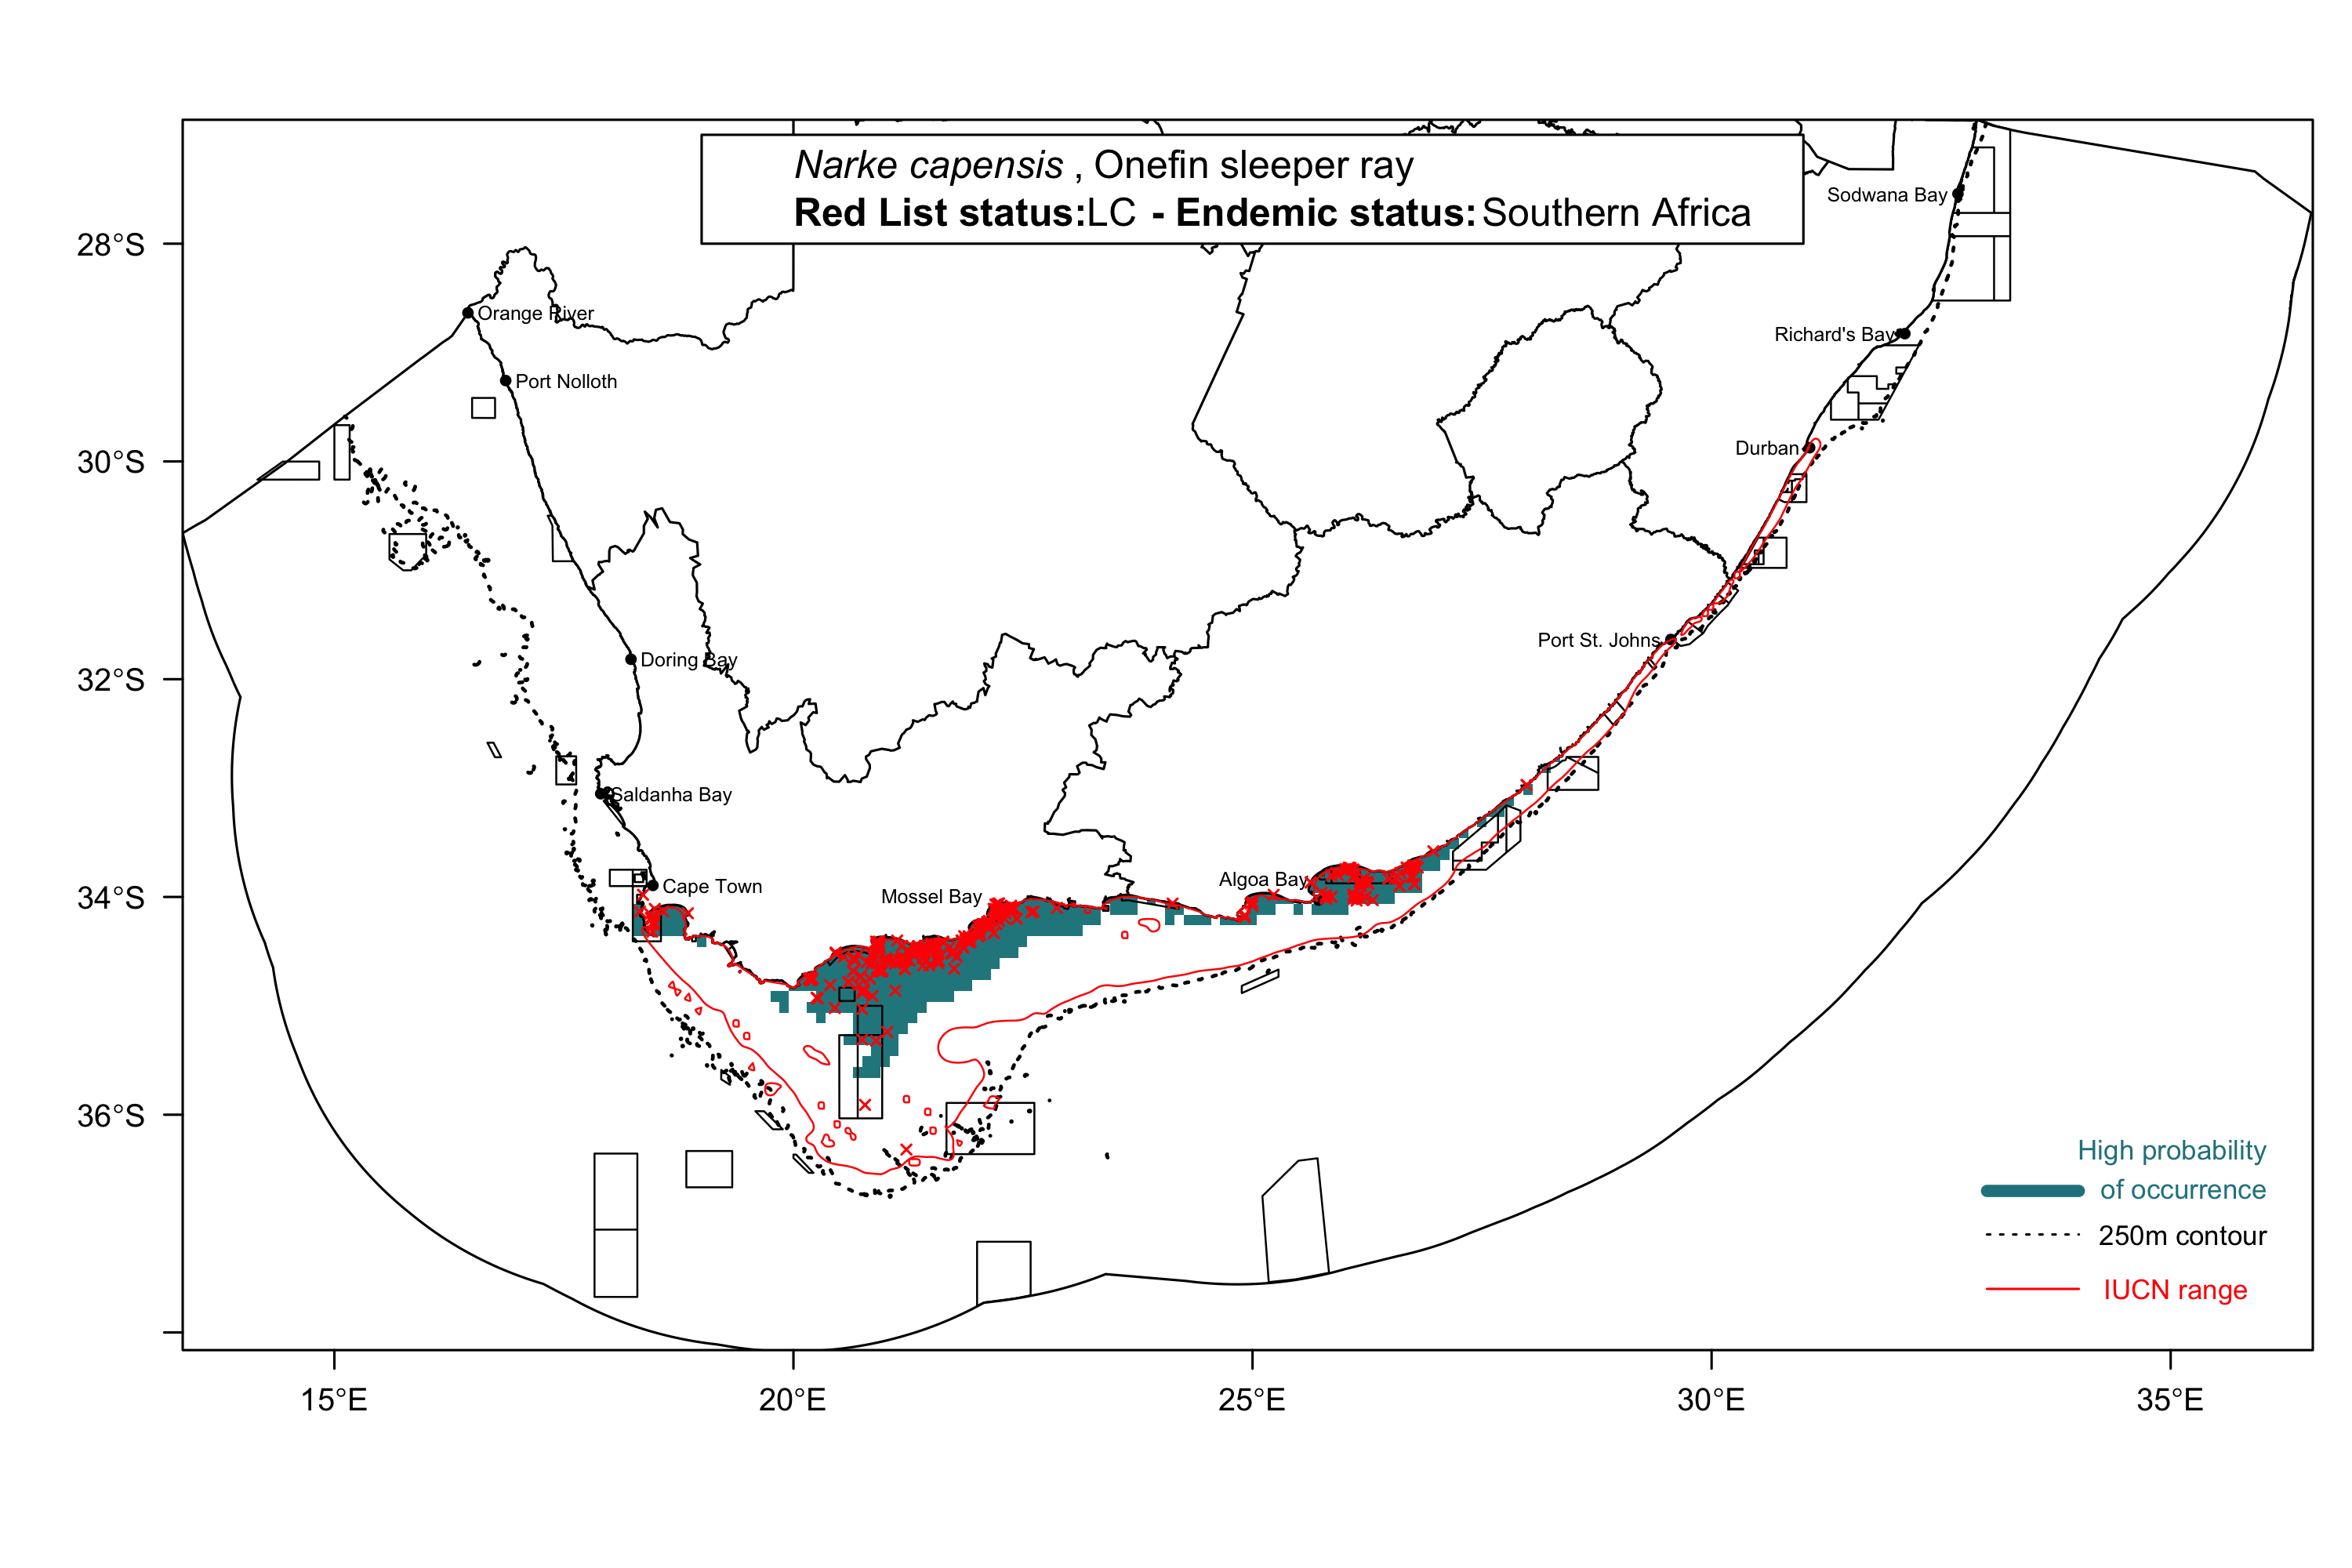 Narke capensis , Onefin sleeper ray
Red List status:LC - Endemic status: Southern Africa
Sodwana Bay
28°S
Orange River
Richard's Bay
Port Nolloth
Durban
30°S
Port St. Johns
Doring Bay
32°S
Saldanha Bay
Algoa Bay
Cape Town
Mossel Bay
34°S
36°S
High probability
of occurrence
250m contour
IUCN range
15°E
20°E
25°E
30°E
35°E